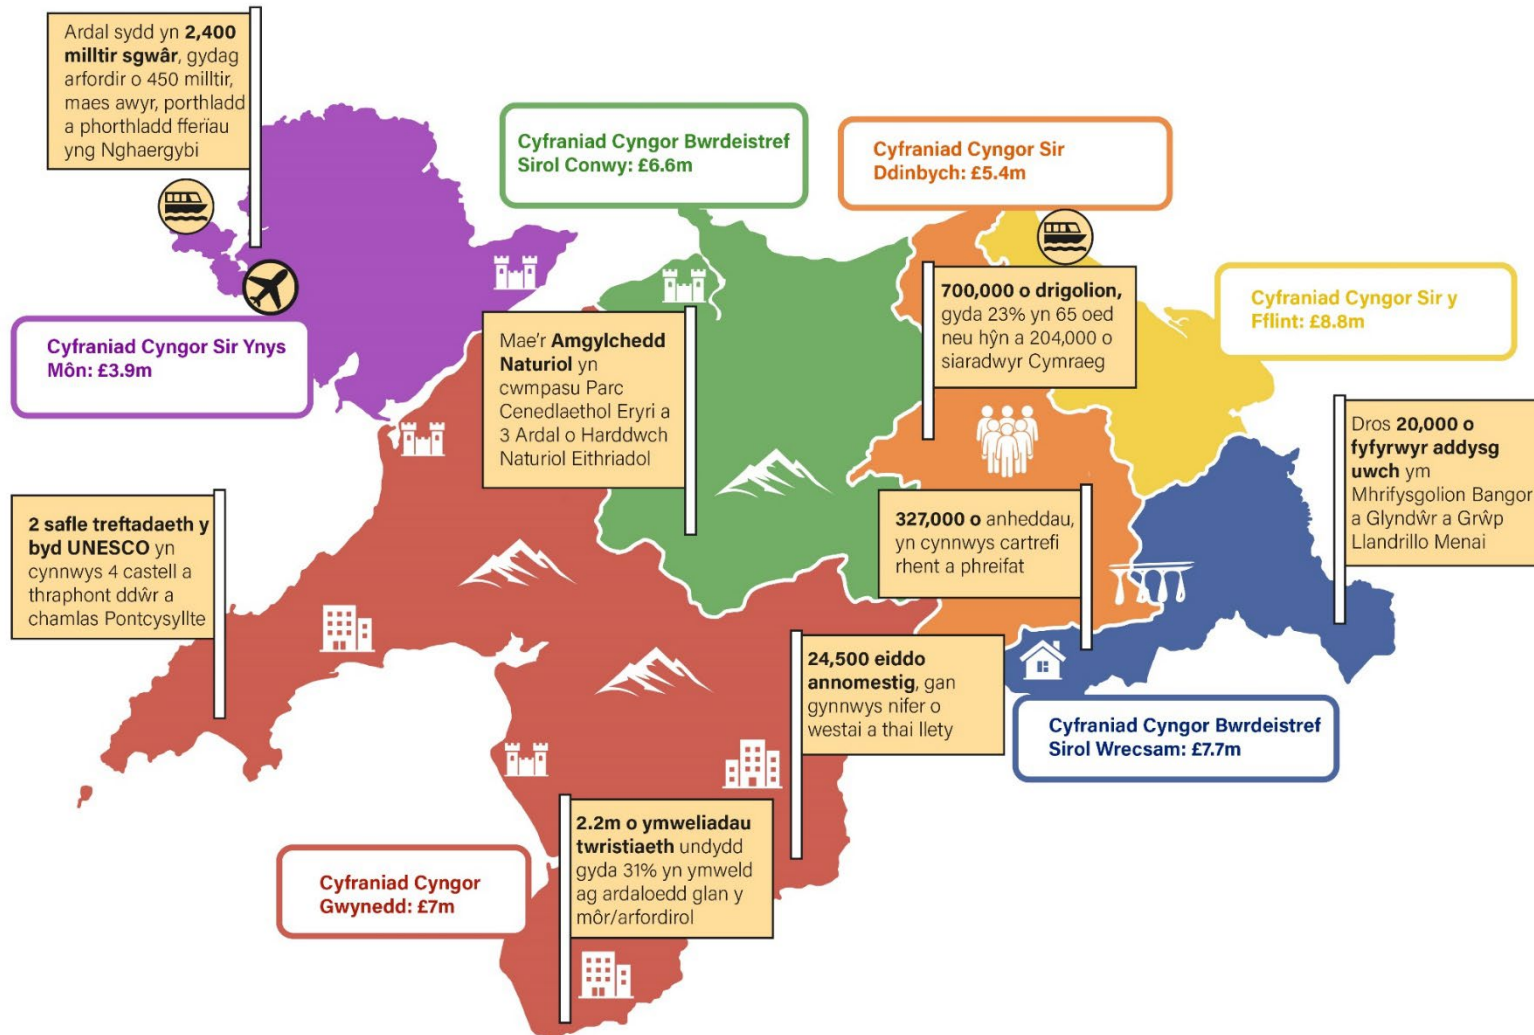 Ardal sydd yn 2,400
milltir sgwâr, gydag
arfordir o 450 milltir,
maes awyr, porthladd
a phorthladd fferïau
yng Nghaergybi
Cyfraniad Cyngor Bwrdeistref
Sirol Conwy: £6.6m
Cyfraniad Cyngor Sir
Ddinbych: £5.4m
Cyfraniad Cyngor Sir y
Fflint: £8.8m
Cyfraniad Cyngor Sir Ynys
Môn: £3.9m
Mae'r Amgylchedd
Naturiol yn
cwmpasu Parc
Cenedlaethol Eryri a
3 Ardal o Harddwch
Naturiol Eithriadol
700,000 o drigolion,
gyda 23% yn 65 oed
neu hŷn a 204,000 o
siaradwyr Cymraeg
Dros 20,000 o
fyfyrwyr addysg
uwch ym
Mhrifysgolion Bangor
a Glyndŵr a Grŵp
Llandrillo Menai
2 safle treftadaeth y
byd UNESCO yn
cynnwys 4 castell a
thraphont ddŵr a
chamlas Pontcysyllte
327,000 o anheddau,
yn cynnwys cartrefi
rhent a phreifat
24,500 eiddo
annomestig, gan
gynnwys nifer o
westai a thai llety
Cyfraniad Cyngor Bwrdeistref
Sirol Wrecsam: £7.7m
2.2m o ymweliadau
twristiaeth undydd
gyda 31% yn ymweld
ag ardaloedd glan y
môr/arfordirol
Cyfraniad Cyngor
Gwynedd: £7m